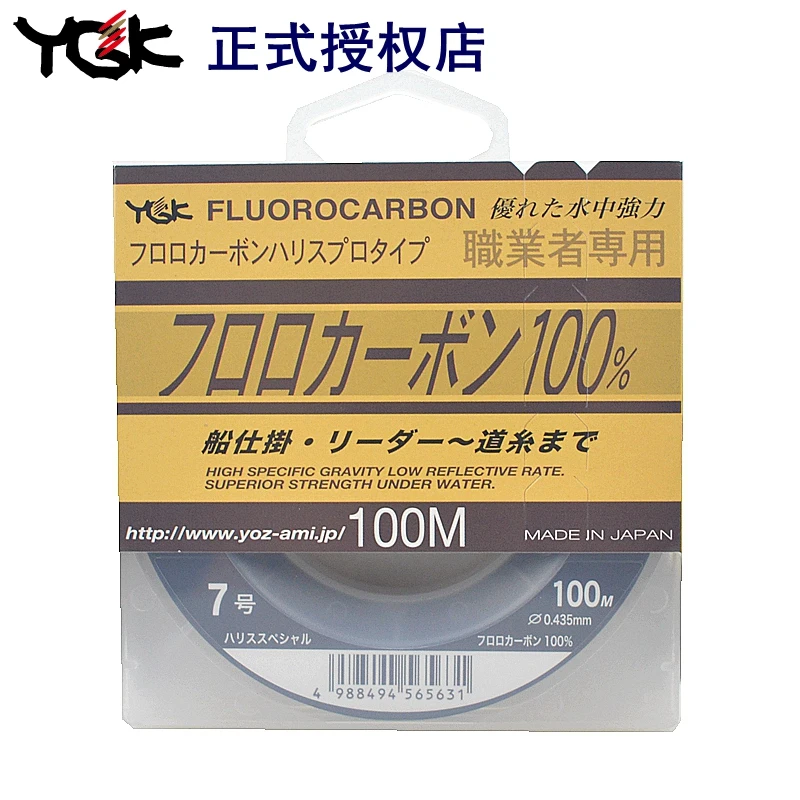 YGK 正式授权店
YGK FLUOROCARBON 優れた水中強力
フロロカーボンハリスプロタイプ 職業者専用
フロロカーボン100%
船仕掛・リーダー~道糸まで
HIGH SPECIFIC GRAVITY LOW REFLECTIVE RATE.
SUPERIOR STRENGTH UNDER WATER.
http://www.yoz-ami.jp/ 100M MADE IN JAPAN
7号 100M
Ø0.435mm
ハリススペシャル フロロカーボン 100%
4 988494 565631